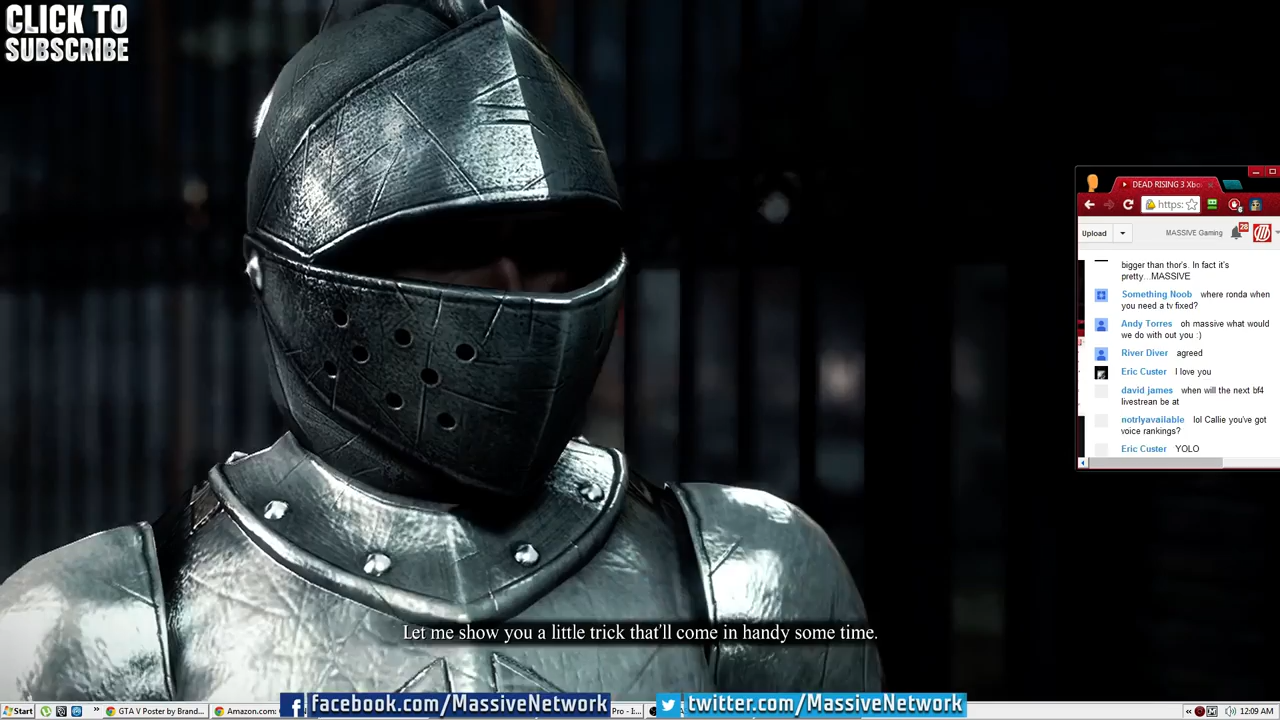 CLICK TO
SUBSCRIBE
DEAD RISING 3 Xbo
https:
Upload
MASSIVE Gaming
28
bigger than thor's. In fact it's
pretty...MASSIVE
Something Noob where ronda when
you need a tv fixed?
Andy Torres oh massive what would
we do with out you :)
River Diver agreed
Eric Custer I love you
david james when will the next bf4
livestrean be at
notrlyavailable lol Callie you've got
voice rankings?
Eric Custer YOLO
Let me show you a little trick that'll come in handy some time.
facebook.com/MassiveNetwork
twitter.com/MassiveNetwork
Start
GTA V Poster by Brand...
Amazon.com:
Pro - I...
12:09 AM